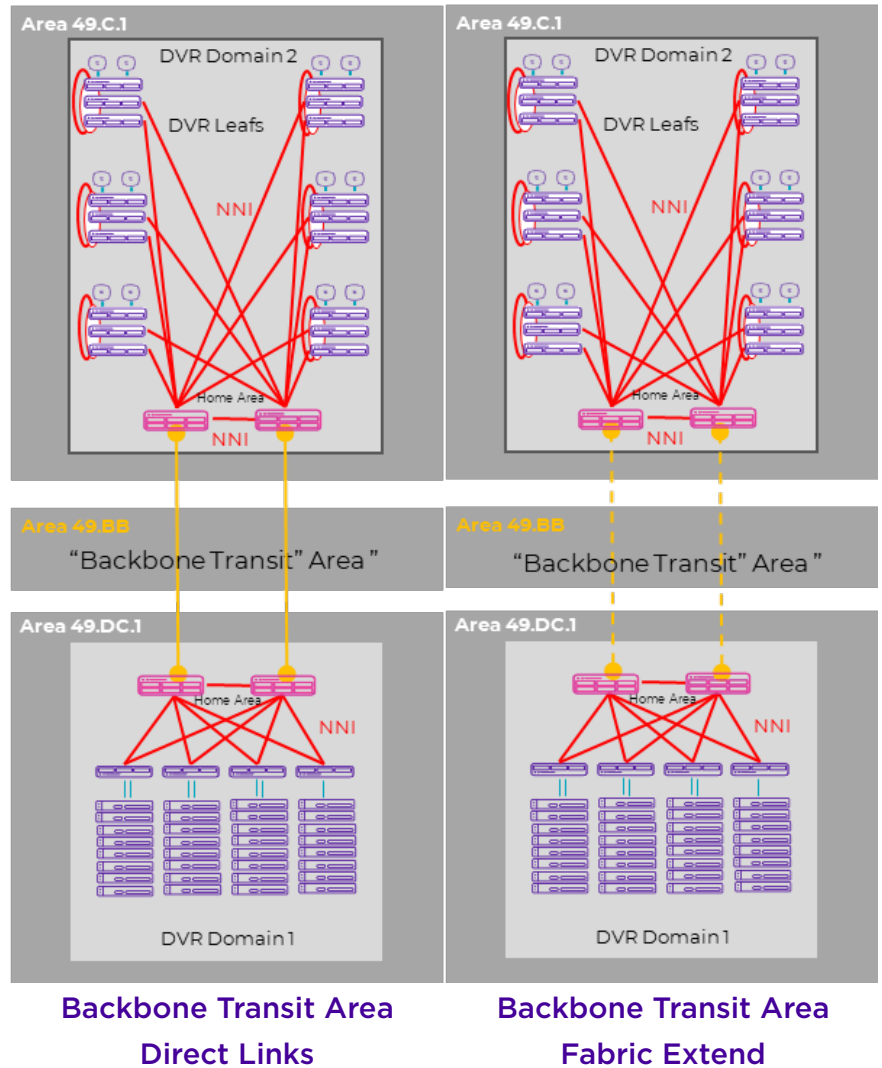 Area 49.C.1
DVR Domain 2
DVR Leafs
NNI
Home Area
NNI
Area 49.BB
“Backbone Transit” Area ”
Area 49.DC.1
Home Area
NNI
DVR Domain 1
Backbone Transit Area
Direct Links
Area 49.C.1
DVR Domain 2
DVR Leafs
NNI
Home Area
NNI
Area 49.BB
“Backbone Transit” Area ”
Area 49.DC.1
Home Area
NNI
DVR Domain 1
Backbone Transit Area
Fabric Extend